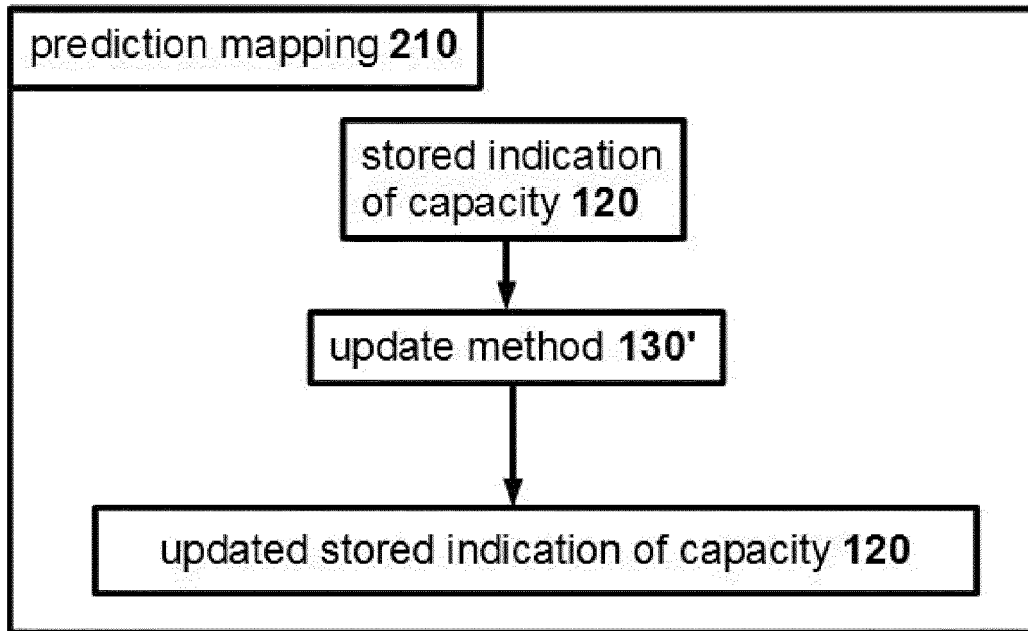 prediction mapping 210
stored indication
of capacity 120
update method 130'
updated stored indication of capacity 120